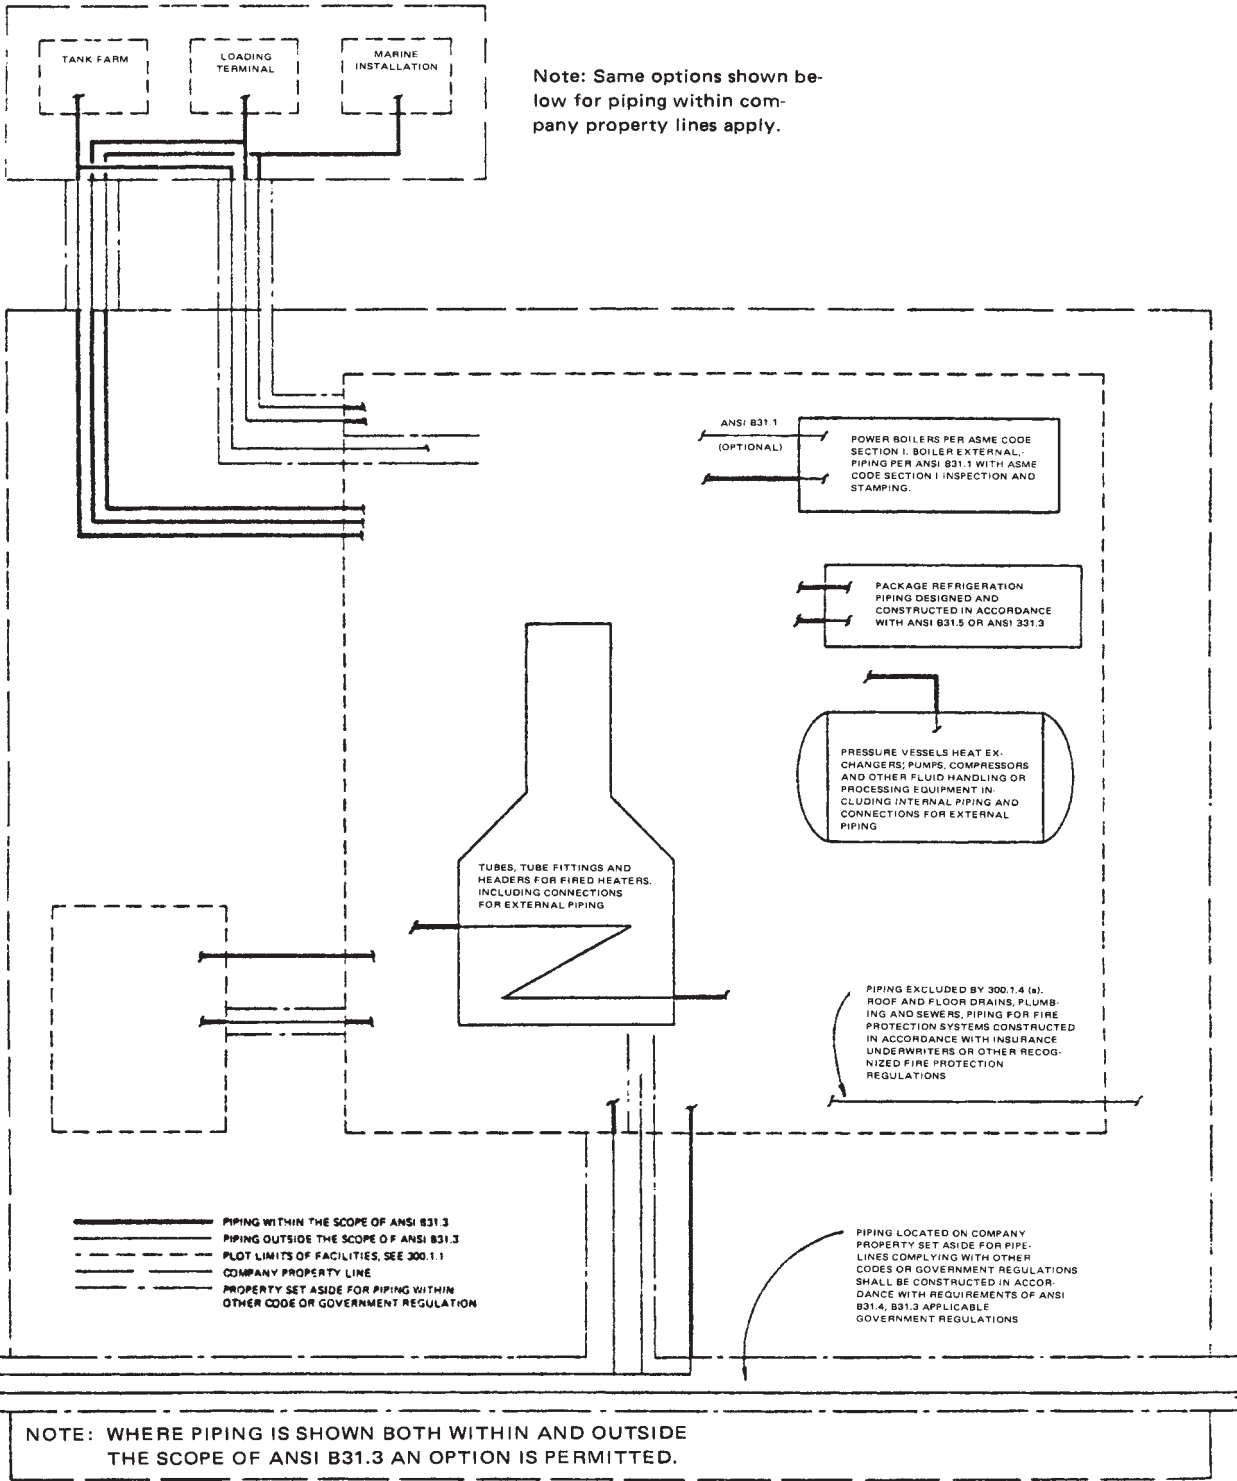 TANK FARM
LOADING
TERMINAL
MARINE
INSTALLATION
Note: Same options shown be-
low for piping within com-
pany property lines apply.
ANSI B31.1
(OPTIONAL)
POWER BOILERS PER ASME CODE
SECTION I. BOILER EXTERNAL,
PIPING PER ANSI B31.1 WITH ASME
CODE SECTION I INSPECTION AND
STAMPING.
PACKAGE REFRIGERATION
PIPING DESIGNED AND
CONSTRUCTED IN ACCORDANCE
WITH ANSI B31.5 OR ANSI 331.3
PRESSURE VESSELS HEAT EX-
CHANGERS; PUMPS, COMPRESSORS
AND OTHER FLUID HANDLING OR
PROCESSING EQUIPMENT IN-
CLUDING INTERNAL PIPING AND
CONNECTIONS FOR EXTERNAL
PIPING
TUBES, TUBE FITTINGS AND
HEADERS FOR FIRED HEATERS.
INCLUDING CONNECTIONS
FOR EXTERNAL PIPING
PIPING EXCLUDED BY 300.1.4 (a).
ROOF AND FLOOR DRAINS, PLUMB-
ING AND SEWERS, PIPING FOR FIRE
PROTECTION SYSTEMS CONSTRUCTED
IN ACCORDANCE WITH INSURANCE
UNDERWRITERS OR OTHER RECOG-
NIZED FIRE PROTECTION
REGULATIONS
PIPING WITHIN THE SCOPE OF ANSI B31.3
PIPING OUTSIDE THE SCOPE OF ANSI B31.3
PLOT LIMITS OF FACILITIES, SEE 300.1.1
COMPANY PROPERTY LINE
PROPERTY SET ASIDE FOR PIPING WITHIN
OTHER CODE OR GOVERNMENT REGULATION
PIPING LOCATED ON COMPANY
PROPERTY SET ASIDE FOR PIPE-
LINES COMPLYING WITH OTHER
CODES OR GOVERNMENT REGULATIONS
SHALL BE CONSTRUCTED IN ACCOR-
DANCE WITH REQUIREMENTS OF ANSI
B31.4, B31.3 APPLICABLE
GOVERNMENT REGULATIONS
NOTE: WHERE PIPING IS SHOWN BOTH WITHIN AND OUTSIDE
THE SCOPE OF ANSI B31.3 AN OPTION IS PERMITTED.